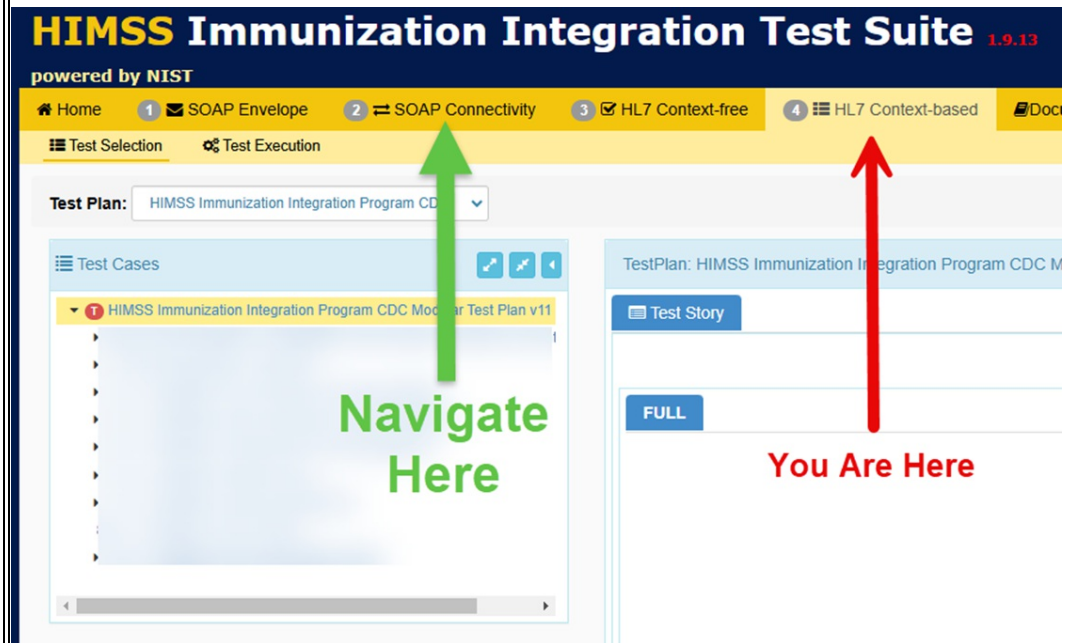 HIMSS Immunization Integration Test Suite 1.9.13
powered by NIST
Home 1 SOAP Envelope 2 SOAP Connectivity 3 HL7 Context-free 4 HL7 Context-based Docu
Test Selection Test Execution
Test Plan: HIMSS Immunization Integration Program CDC
Test Cases
TestPlan: HIMSS Immunization Integration Program CDC M
T HIMSS Immunization Integration Program CDC Modular Test Plan v11
Test Story
FULL
Navigate
Here
You Are Here